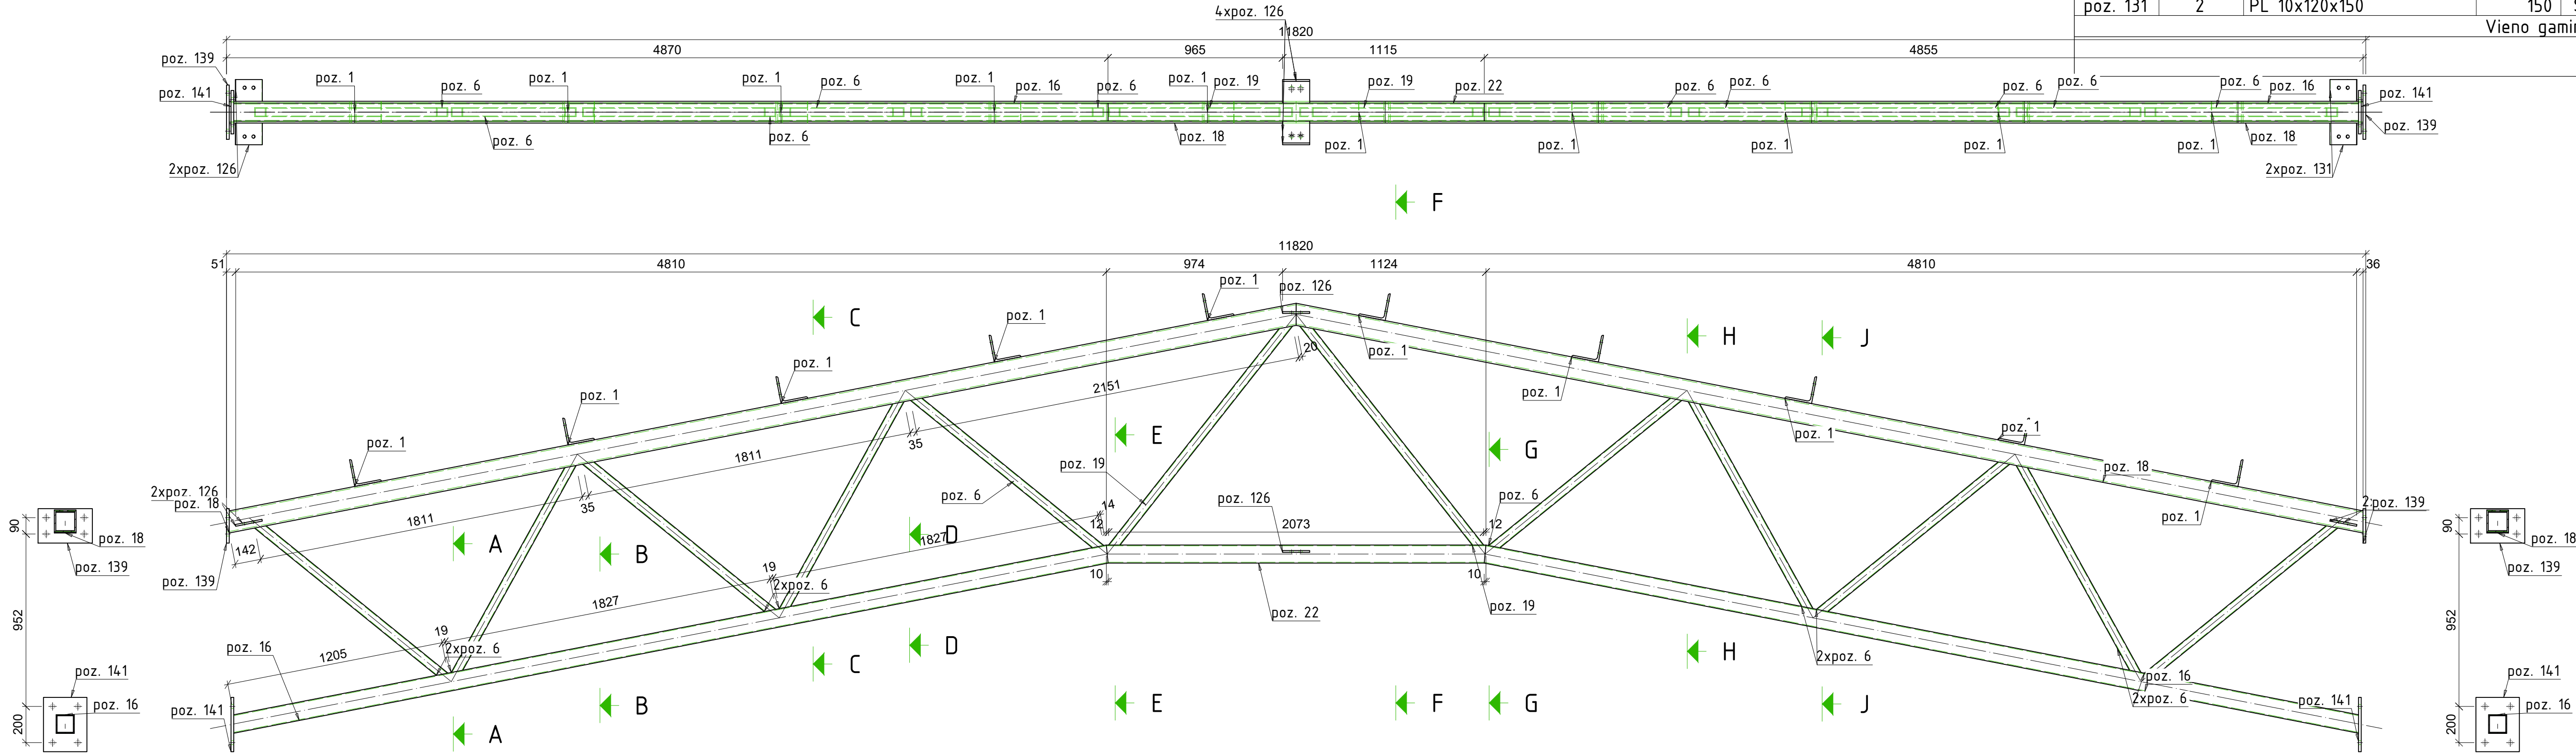 poz. 131 2 PL 10x120x150 150
Vieno gami
4xpoz. 126
11820
4870 965 1115 4855
poz. 139
poz. 141
poz. 1 poz. 6 poz. 1 poz. 1 poz. 6 poz. 1 poz. 16 poz. 6 poz. 1 poz. 19 poz. 19 poz. 22 poz. 6 poz. 6 poz. 6 poz. 6 poz. 6 poz. 16
poz. 141
poz. 139
poz. 6 poz. 6 poz. 18 poz. 1 poz. 1 poz. 1 poz. 1 poz. 1 poz. 18
2xpoz. 126 2xpoz. 131
F
11820
51 4810 974 1124 4810 36
poz. 1 poz. 126
C
poz. 1 H J
20
poz. 1
poz. 1
2151
poz. 1
poz. 1
E
35
poz. 1
poz. 1
poz. 1
G
1811
poz. 19
poz. 18
2xpoz. 126
poz. 18
35
poz. 6
poz. 126
poz. 6
poz. 139
1811
14
12 2073 12
poz. 1
90
poz. 18
poz. 139
142
A
B
D
1827
90
poz. 18
poz. 139
poz. 139
10 10
19
2xpoz. 6
poz. 19
952
1827
poz. 22
952
19
2xpoz. 6
poz. 16
1205
C
D
H
2xpoz. 6
poz. 141
poz. 16
poz. 141
poz. 16
200
poz. 141
A
B
E
F
G
J
2xpoz. 6
poz. 141
poz. 16
200